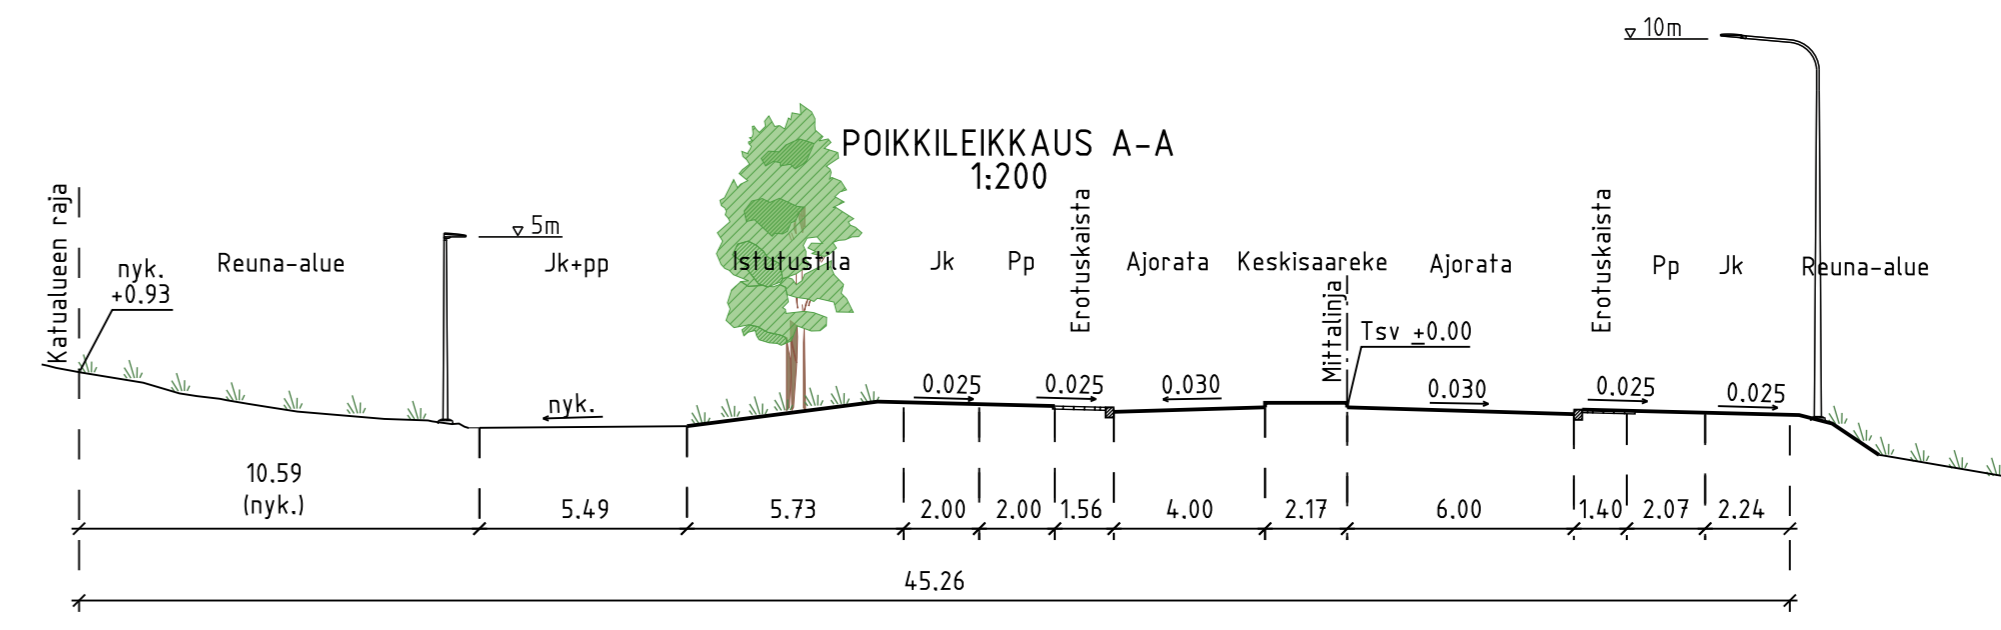 10m
POIKKILEIKKAUS A-A
1:200
Katualueen raja
nyk.
+0.93
Reuna-alue
5m
Jk+pp
Istutustila
Jk
Pp
Erotuskaista
Ajorata
Keskisaareke
Mittalinja
Ajorata
Erotuskaista
Pp
Jk
Reuna-alue
Tsv ±0.00
nyk.
0.025
0.025
0.030
0.030
0.025
0.025
10.59
(nyk.)
5.49
5.73
2.00
2.00
1.56
4.00
2.17
6.00
1.40
2.07
2.24
45.26